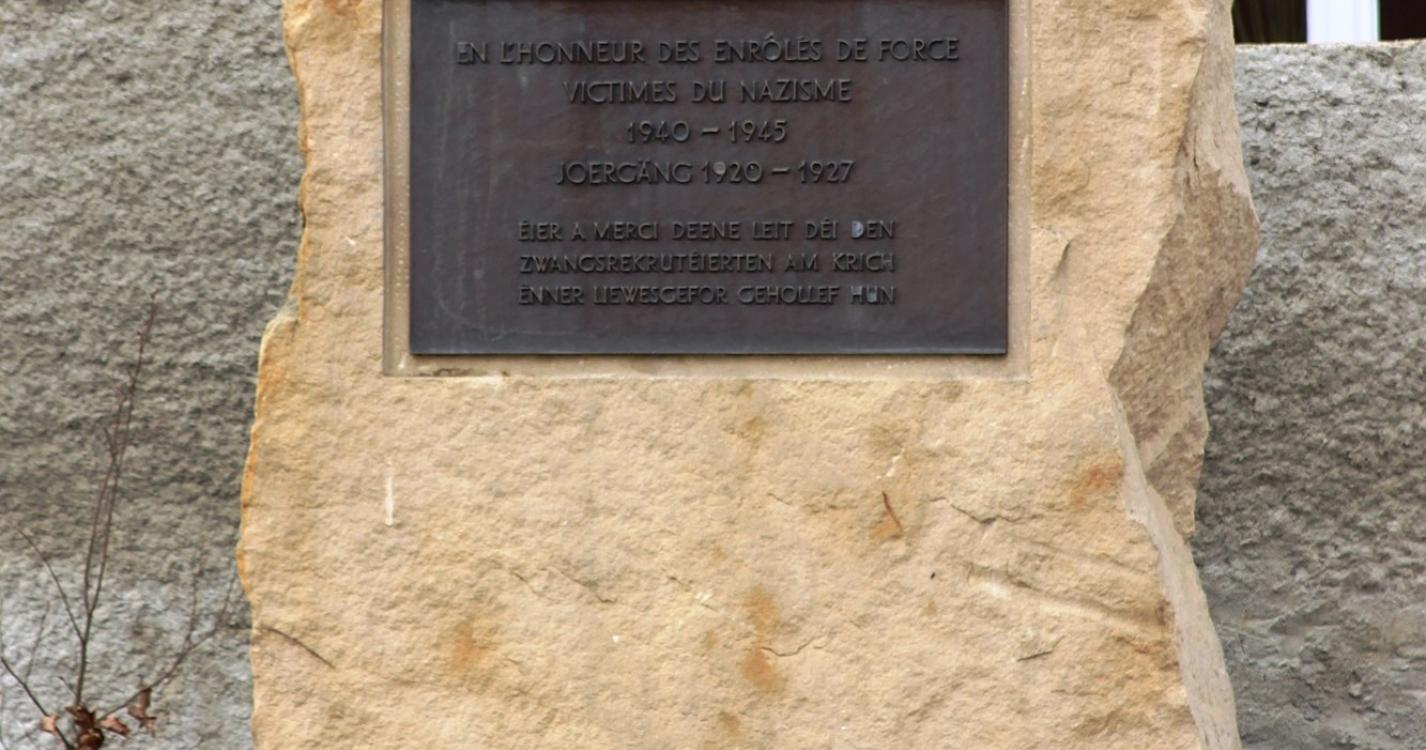 EN L'HONNEUR DES ENRÔLÉS DE FORCE
VICTIMES DU NAZISME
1940 – 1945
JOERGÄNG 1920 – 1927
ÉIER A MERCI DEENE LEIT DÉI DEN
ZWANGSREKRUTÉIERTEN AM KRICH
ËNNER LIEWESGEFOR GEHOLLEF HUN